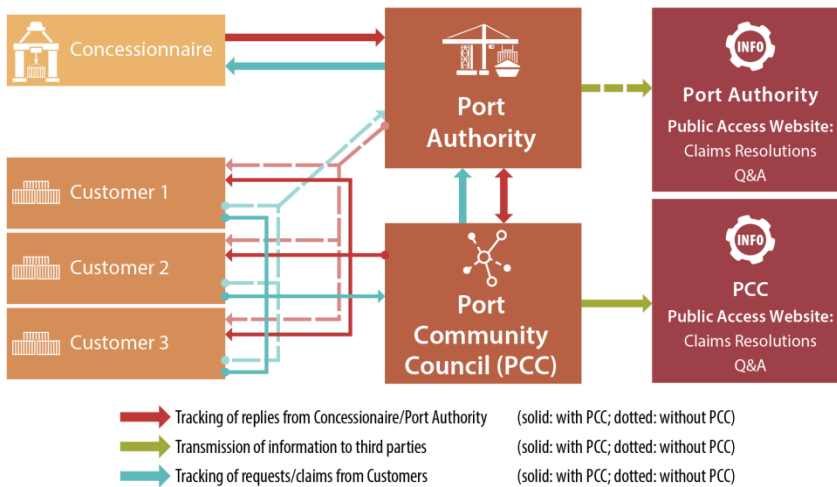 Concessionnaire
Port
Authority
INFO
Port Authority
Public Access Website:
Claims Resolutions
Q&A
Customer 1
Customer 2
Customer 3
Port
Community
Council (PCC)
INFO
PCC
Public Access Website:
Claims Resolutions
Q&A
Tracking of replies from Concessionaire/Port Authority (solid: with PCC; dotted: without PCC)
Transmission of information to third parties (solid: with PCC; dotted: without PCC)
Tracking of requests/claims from Customers (solid: with PCC; dotted: without PCC)